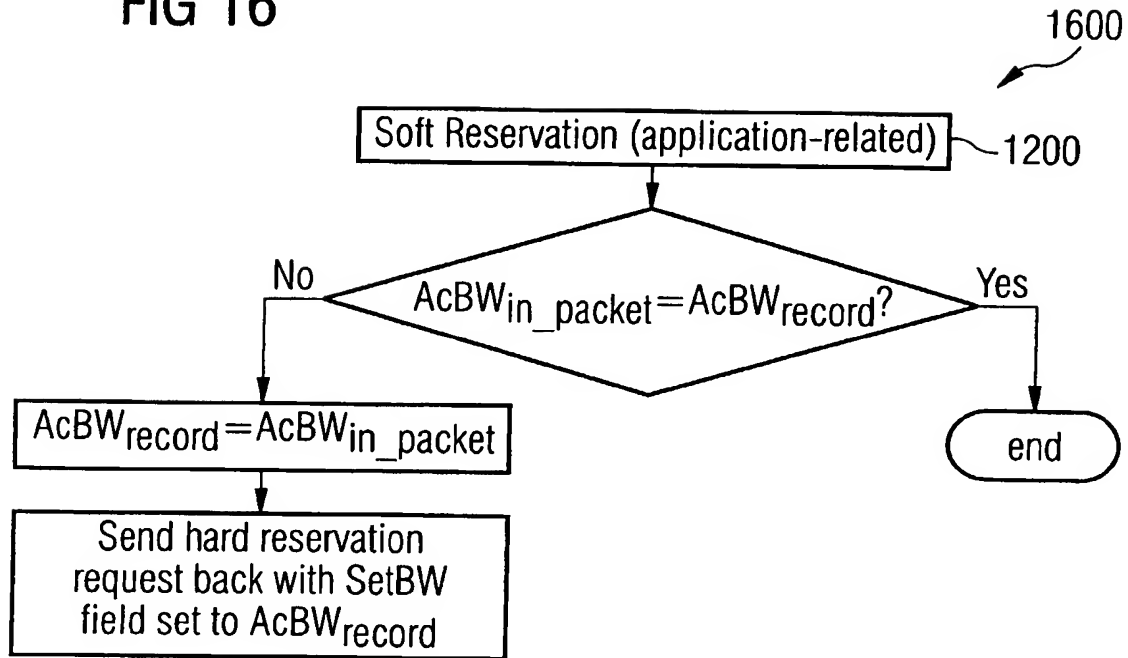 FIG 16
1600
Soft Reservation (application-related)
1200
No
AcBWin_packet=AcBWrecord?
Yes
AcBWrecord=AcBWin_packet
end
Send hard reservation
request back with SetBW
field set to AcBWrecord